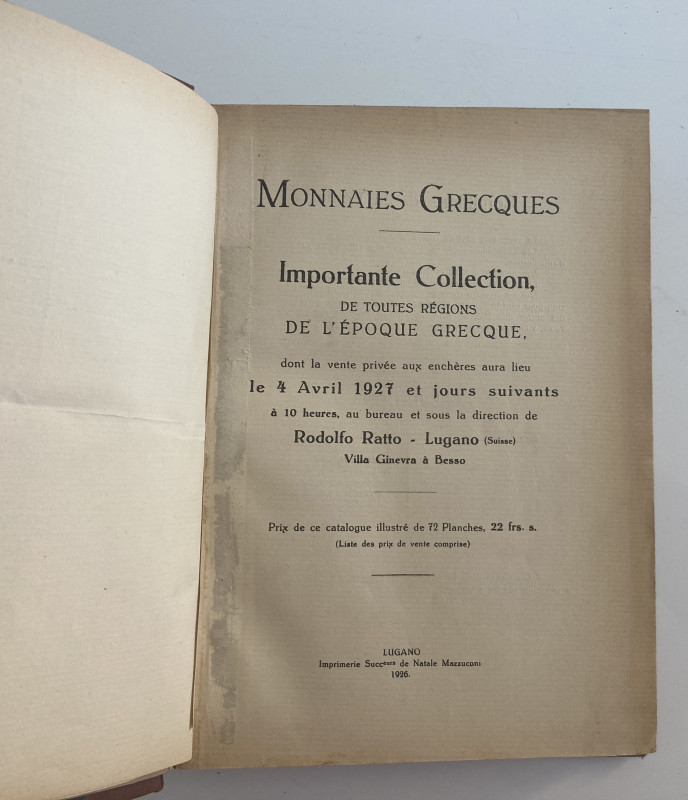 MONNAIES GRECQUES
Importante Collection,
DE TOUTES RÉGIONS
DE L'ÉPOQUE GRECQUE,
dont la vente privée aux enchères aura lieu
le 4 Avril 1927 et jours suivants
à 10 heures, au bureau et sous la direction de
Rodolfo Ratto - Lugano (Suisse)
Villa Ginevra à Besso
Prix de ce catalogue illustré de 72 Planches, 22 frs. s.
(Liste des prix de vente comprise)
LUGANO
Imprimerie Succeurs de Natale Mazzuconi
1926.